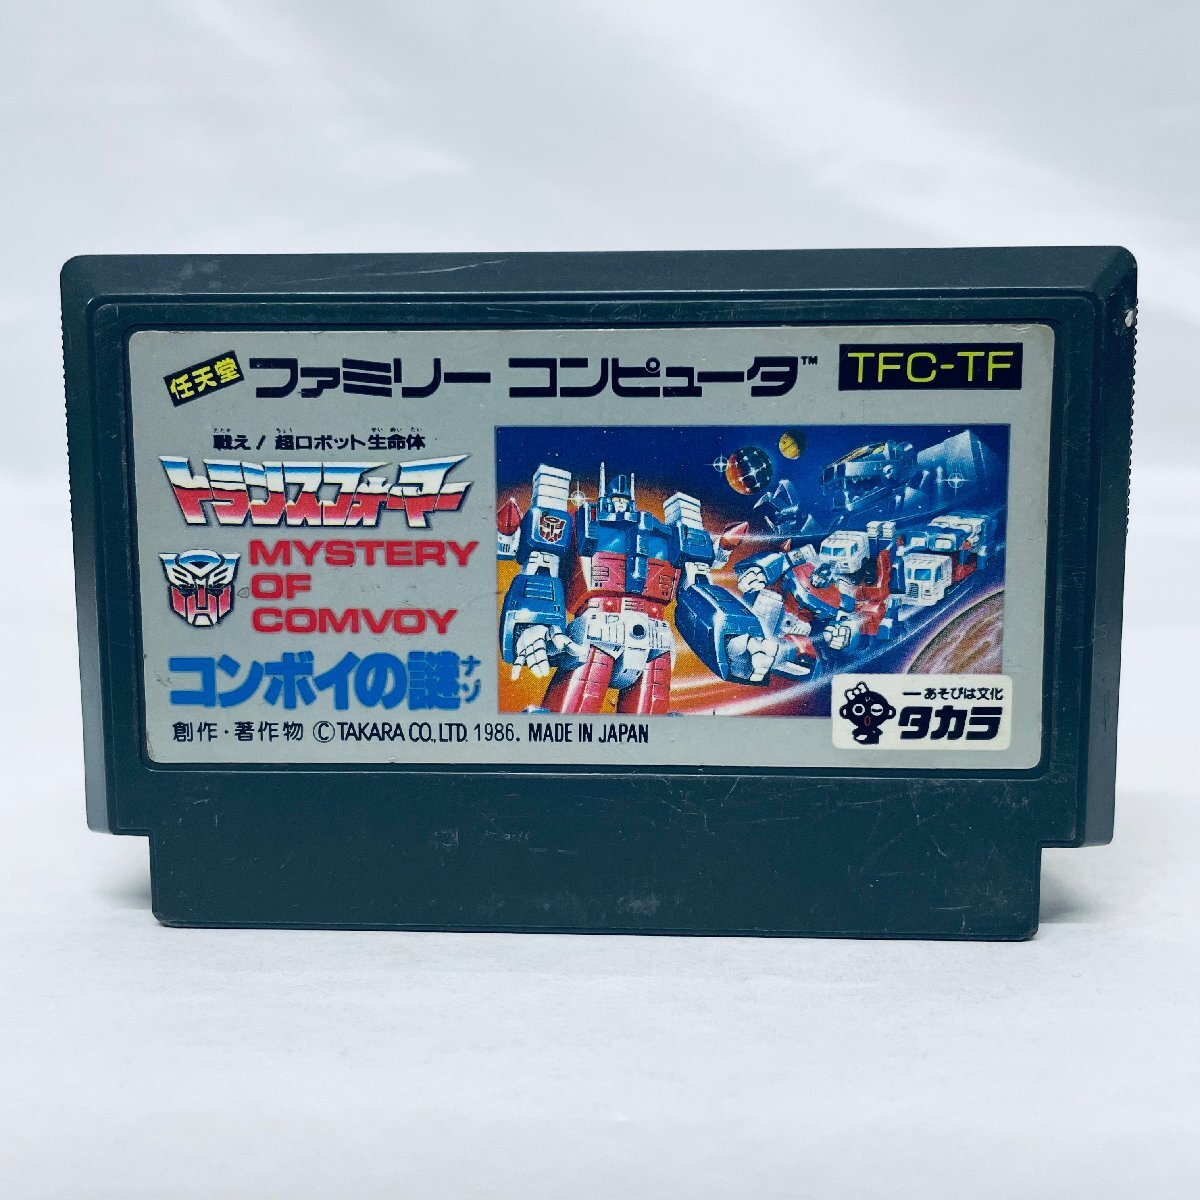 任天堂 ファミリー コンピュータ™ TFC-TF
戦え! 超ロボット生命体
トランスフォーマー
MYSTERY
OF
COMVOY
コンボイの謎
ナゾ
創作・著作物 ©TAKARA CO.,LTD. 1986. MADE IN JAPAN
―あそびは文化
タカラ